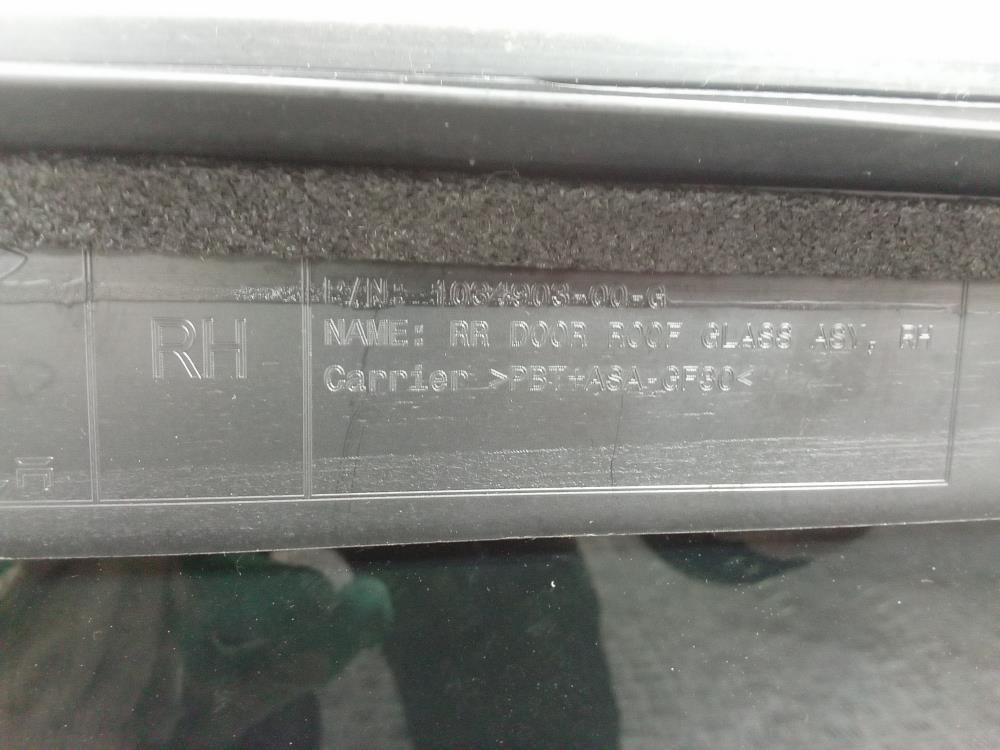 P/N: 1034903-00-G
RH
NAME: RR DOOR ROOF GLASS ASY, RH
Carrier >PBT+ASA-GF30<